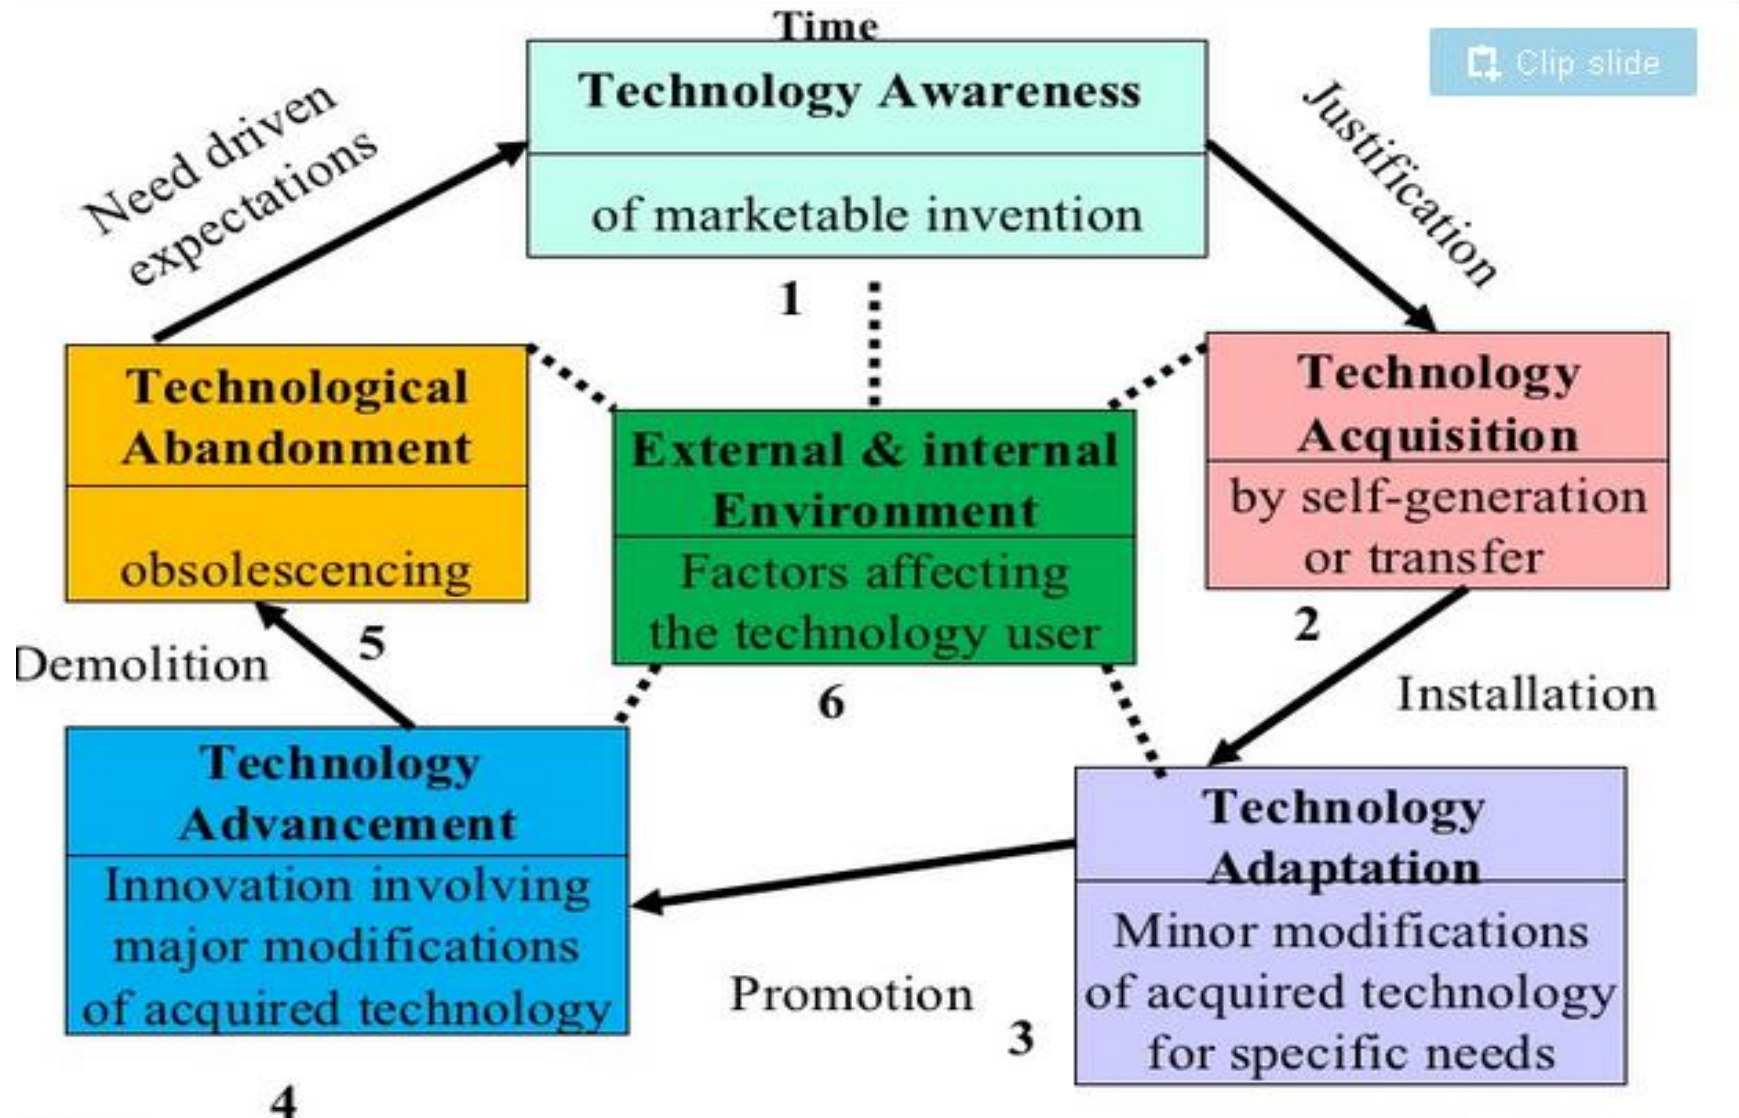 Time
Clip slide
Technology Awareness
of marketable invention
1
Need driven
expectations
Justification
Technological
Abandonment
obsolescencing
5
External & internal
Environment
Factors affecting
the technology user
6
Technology
Acquisition
by self-generation
or transfer
2
Demolition
Installation
Technology
Advancement
Innovation involving
major modifications
of acquired technology
4
Promotion
3
Technology
Adaptation
Minor modifications
of acquired technology
for specific needs